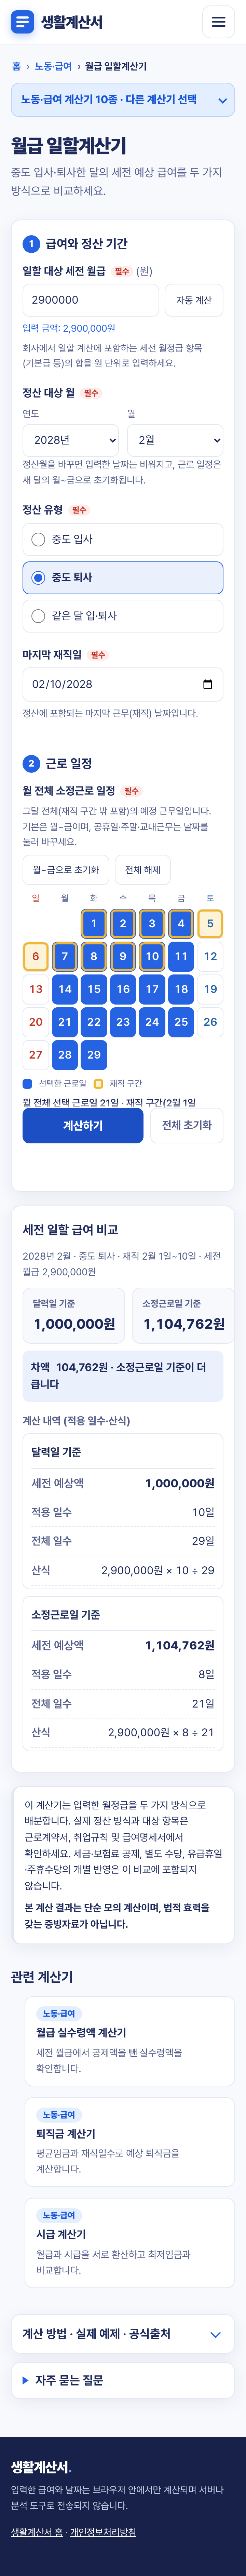 생활계산서
홈 › 노동·급여 › 월급 일할계산기
노동·급여 계산기 10종 · 다른 계산기 선택
월급 일할계산기
중도 입사·퇴사한 달의 세전 예상 급여를 두 가지
방식으로 비교하세요.
1 급여와 정산 기간
일할 대상 세전 월급 필수 (원)
2900000 자동 계산
입력 금액: 2,900,000원
회사에서 일할 계산에 포함하는 세전 월정급 항목
(기본급 등)의 합을 원 단위로 입력하세요.
정산 대상 월 필수
연도 월
2028년 2월
정산월을 바꾸면 입력한 날짜는 비워지고, 근로 일정은
새 달의 월~금으로 초기화됩니다.
정산 유형 필수
중도 입사
중도 퇴사
같은 달 입·퇴사
마지막 재직일 필수
02/10/2028
정산에 포함되는 마지막 근무(재직) 날짜입니다.
2 근로 일정
월 전체 소정근로 일정 필수
그달 전체(재직 구간 밖 포함)의 예정 근무일입니다.
기본은 월~금이며, 공휴일·주말·교대근무는 날짜를
눌러 바꾸세요.
월~금으로 초기화 전체 해제
일 월 화 수 목 금 토
1 2 3 4 5
6 7 8 9 10 11 12
13 14 15 16 17 18 19
20 21 22 23 24 25 26
27 28 29
선택한 근로일 재직 구간
월 전체 선택 근로일 21일 · 재직 구간(2월 1일
계산하기 전체 초기화
세전 일할 급여 비교
2028년 2월 · 중도 퇴사 · 재직 2월 1일~10일 · 세전
월급 2,900,000원
달력일 기준 소정근로일 기준
1,000,000원 1,104,762원
차액 104,762원 · 소정근로일 기준이 더
큽니다
계산 내역 (적용 일수·산식)
달력일 기준
세전 예상액 1,000,000원
적용 일수 10일
전체 일수 29일
산식 2,900,000원 × 10 ÷ 29
소정근로일 기준
세전 예상액 1,104,762원
적용 일수 8일
전체 일수 21일
산식 2,900,000원 × 8 ÷ 21
이 계산기는 입력한 월정급을 두 가지 방식으로
배분합니다. 실제 정산 방식과 대상 항목은
근로계약서, 취업규칙 및 급여명세서에서
확인하세요. 세금·보험료 공제, 별도 수당, 유급휴일
·주휴수당의 개별 반영은 이 비교에 포함되지
않습니다.
본 계산 결과는 단순 모의 계산이며, 법적 효력을
갖는 증빙자료가 아닙니다.
관련 계산기
노동·급여
월급 실수령액 계산기
세전 월급에서 공제액을 뺀 실수령액을
확인합니다.
노동·급여
퇴직금 계산기
평균임금과 재직일수로 예상 퇴직금을
계산합니다.
노동·급여
시급 계산기
월급과 시급을 서로 환산하고 최저임금과
비교합니다.
계산 방법 · 실제 예제 · 공식출처
자주 묻는 질문
생활계산서.
입력한 급여와 날짜는 브라우저 안에서만 계산되며 서버나
분석 도구로 전송되지 않습니다.
생활계산서 홈 · 개인정보처리방침